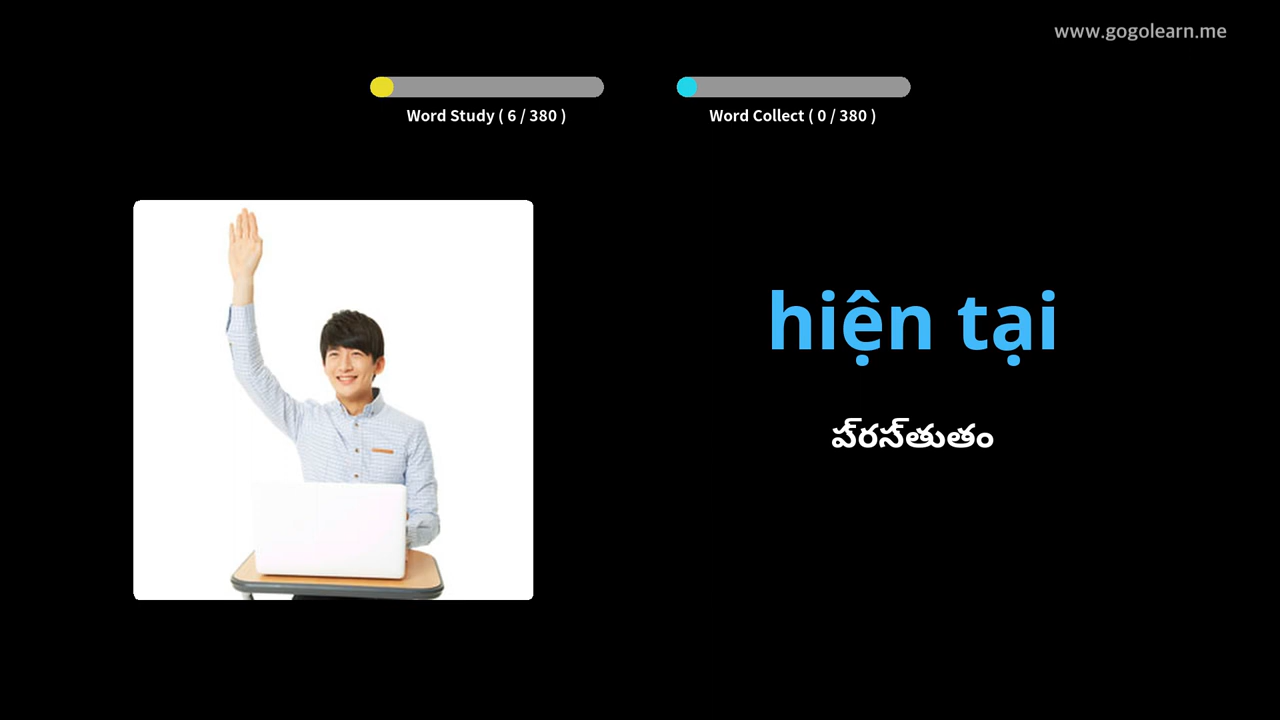 www.gogolearn.me
Word Study ( 6 / 380 )
Word Collect ( 0 / 380 )
hiện tại
ప్రస్తుతం